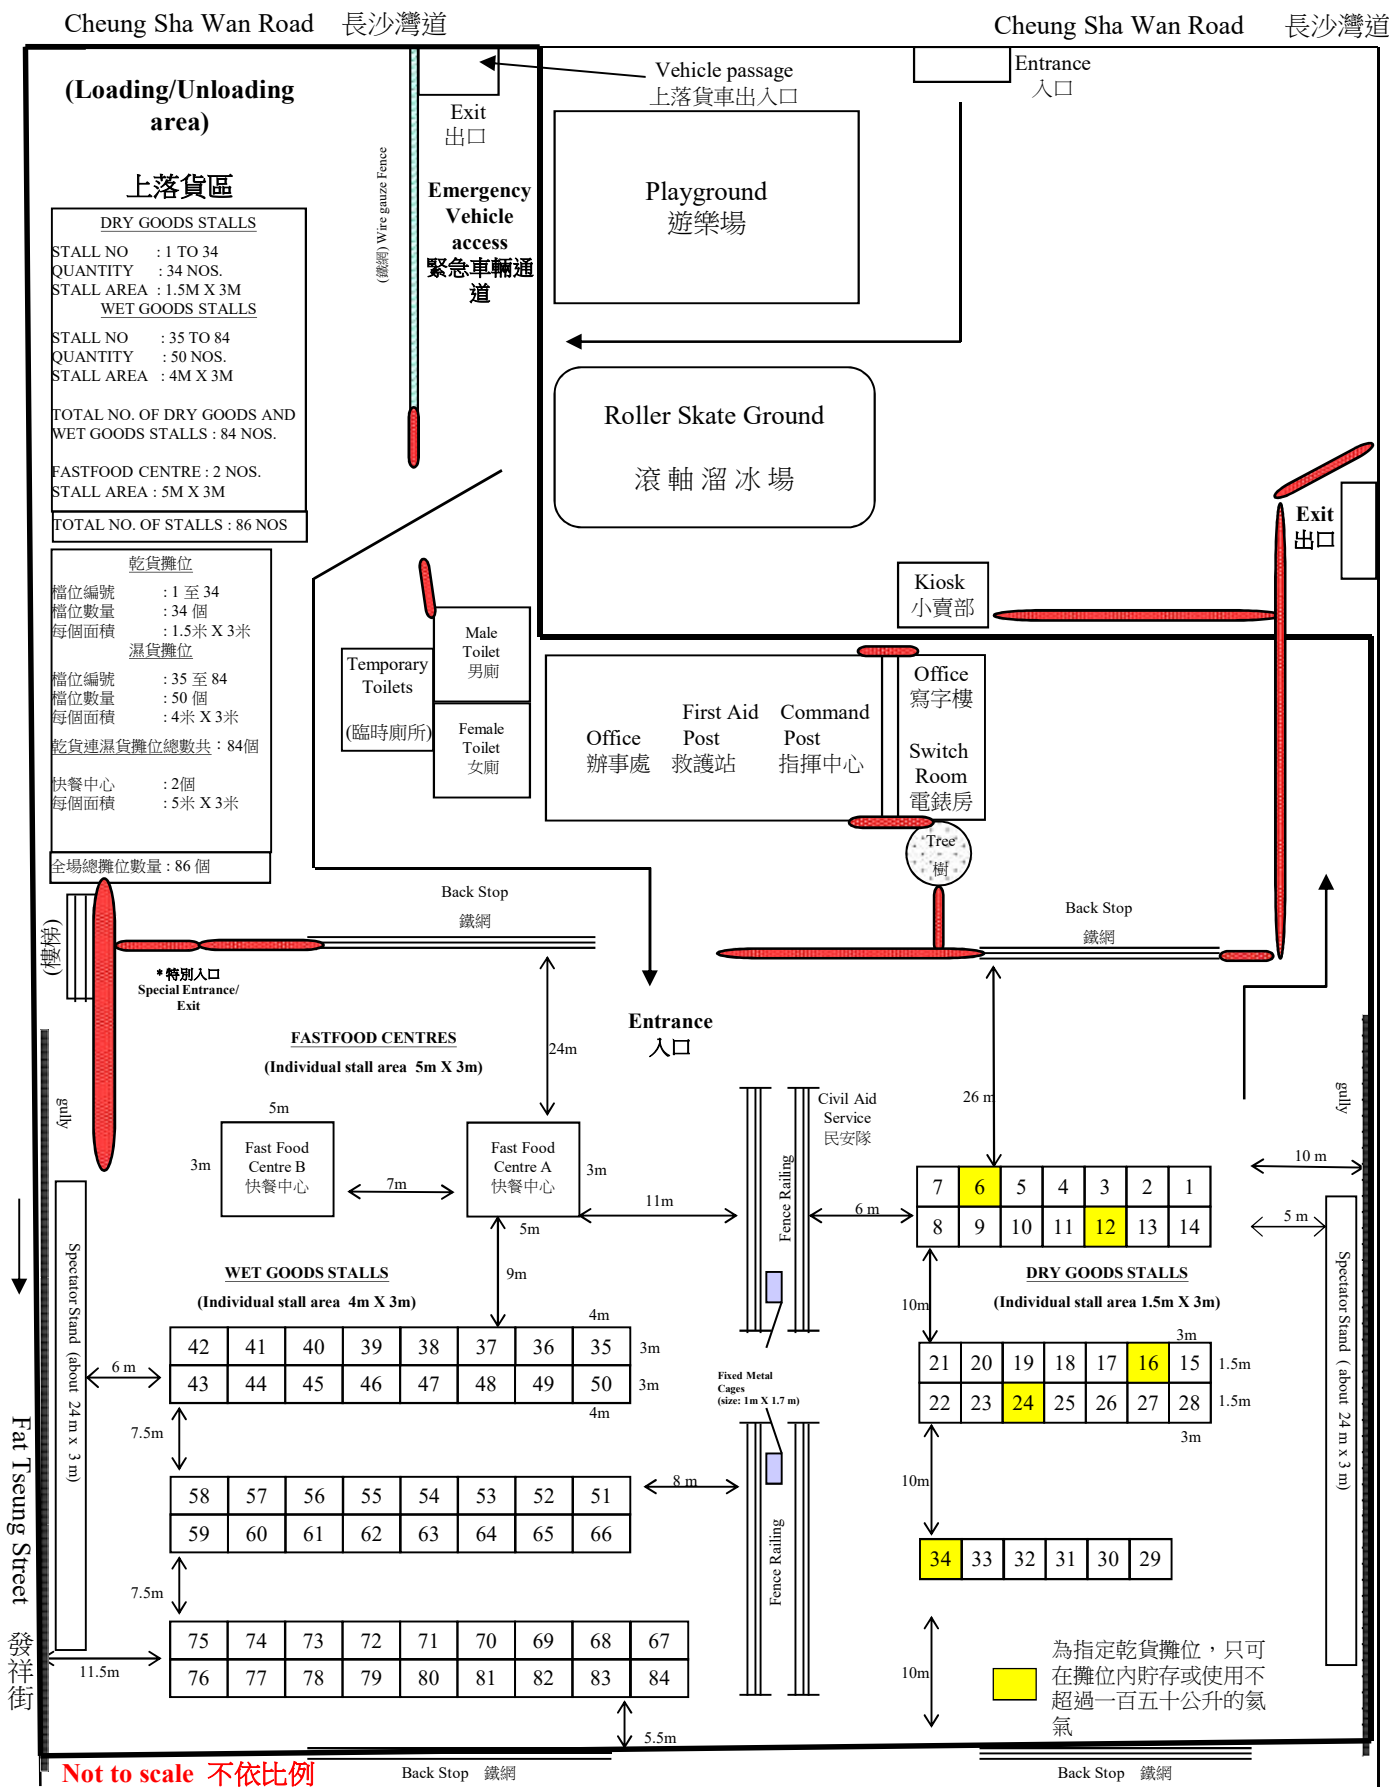 Cheung Sha Wan Road 長沙灣道
Cheung Sha Wan Road 長沙灣道
(Loading/Unloading
area)
上落貨區
Exit
出口
Vehicle passage
上落貨車出入口
Entrance
入口
(鐵網) Wire gauze Fence
Emergency
Vehicle
access
緊急車輛通
道
Playground
遊樂場
DRY GOODS STALLS
STALL NO : 1 TO 34
QUANTITY : 34 NOS.
STALL AREA : 1.5M X 3M
WET GOODS STALLS
STALL NO : 35 TO 84
QUANTITY : 50 NOS.
STALL AREA : 4M X 3M
TOTAL NO. OF DRY GOODS AND
WET GOODS STALLS : 84 NOS.
FASTFOOD CENTRE : 2 NOS.
STALL AREA : 5M X 3M
TOTAL NO. OF STALLS : 86 NOS
Roller Skate Ground
滾軸溜冰場
Exit
出口
乾貨攤位
檔位編號 : 1 至 34
檔位數量 : 34 個
每個面積 : 1.5米 X 3米
濕貨攤位
檔位編號 : 35 至 84
檔位數量 : 50 個
每個面積 : 4米 X 3米
乾貨連濕貨攤位總數共：84個
快餐中心 : 2個
每個面積 : 5米 X 3米
全場總攤位數量 : 86 個
Kiosk
小賣部
Temporary
Toilets
(臨時廁所)
Male
Toilet
男廁
Female
Toilet
女廁
Office
辦事處
First Aid
Post
救護站
Command
Post
指揮中心
Office
寫字樓
Switch
Room
電錶房
Tree
樹
Back Stop
鐵網
Back Stop
鐵網
(樓梯)
*特別入口
Special Entrance/
Exit
Entrance
入口
FASTFOOD CENTRES
(Individual stall area 5m X 3m)
24m
26 m
gully
gully
5m
3m
Fast Food
Centre B
快餐中心
7m
Fast Food
Centre A
快餐中心
3m
5m
11m
Civil Aid
Service
民安隊
Fence Railing
6 m
10 m
5 m
7 6 5 4 3 2 1
8 9 10 11 12 13 14
9m
10m
WET GOODS STALLS
(Individual stall area 4m X 3m)
DRY GOODS STALLS
(Individual stall area 1.5m X 3m)
Spectator Stand (about 24 m x 3 m)
Spectator Stand ( about 24 m x 3 m)
4m
42 41 40 39 38 37 36 35
3m
43 44 45 46 47 48 49 50
3m
4m
6 m
3m
21 20 19 18 17 16 15
1.5m
22 23 24 25 26 27 28
1.5m
3m
Fixed Metal
Cages
(size: 1m X 1.7 m)
7.5m
8 m
10m
58 57 56 55 54 53 52 51
59 60 61 62 63 64 65 66
Fence Railing
34 33 32 31 30 29
7.5m
75 74 73 72 71 70 69 68 67
76 77 78 79 80 81 82 83 84
11.5m
5.5m
10m
為指定乾貨攤位，只可
在攤位內貯存或使用不
超過一百五十公升的氦
氣
Fat Tseung Street 發祥街
Not to scale 不依比例
Back Stop 鐵網
Back Stop 鐵網